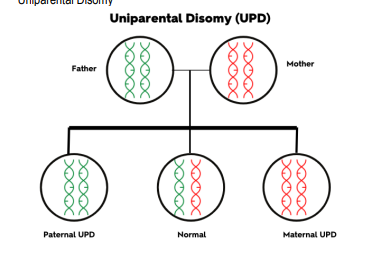 Uniparental Disomy
Uniparental Disomy (UPD)
Father
Mother
Paternal UPD
Normal
Maternal UPD